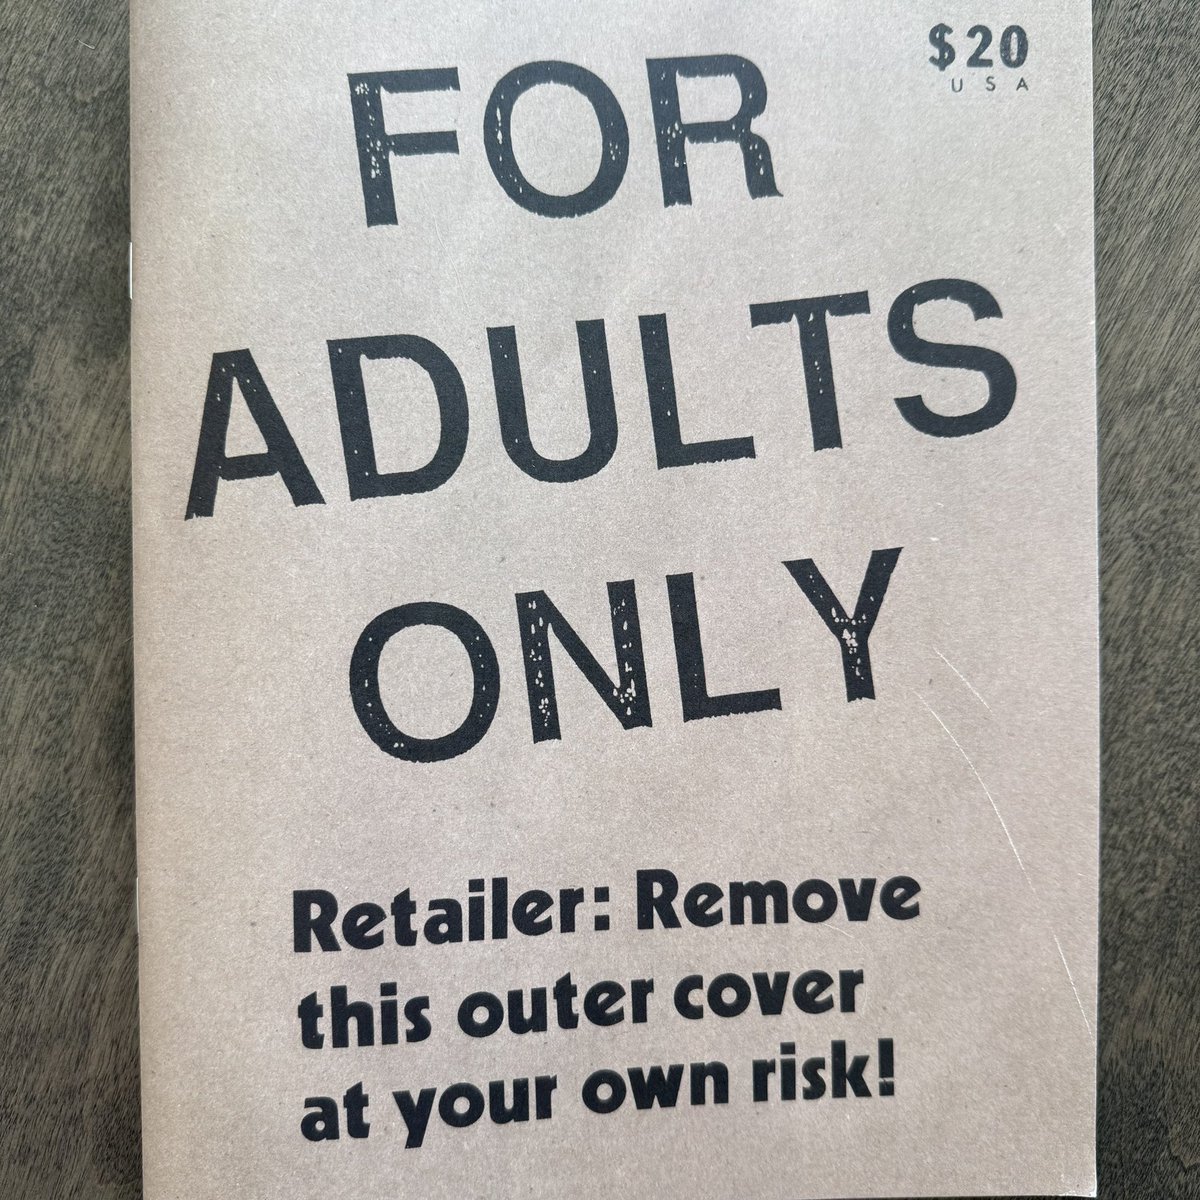 $20
USA
FOR
ADULTS
ONLY
Retailer: Remove
this outer cover
at your own risk!